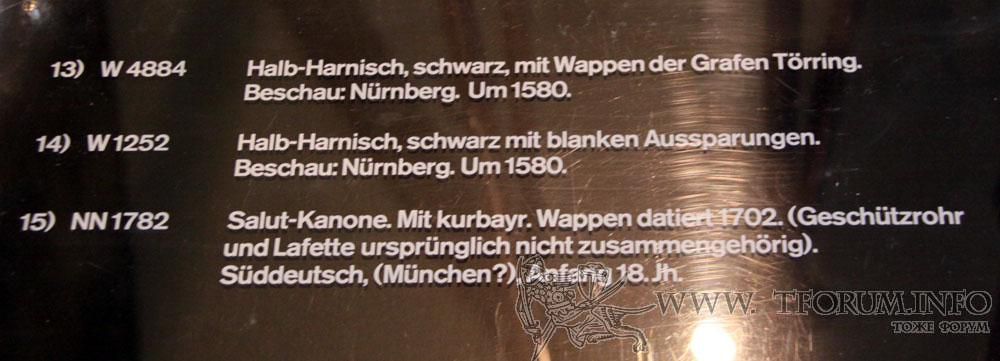 13) W 4884 Halb-Harnisch, schwarz, mit Wappen der Grafen Törring.
Beschau: Nürnberg. Um 1580.
14) W 1252 Halb-Harnisch, schwarz mit blanken Aussparungen.
Beschau: Nürnberg. Um 1580.
15) NN 1782 Salut-Kanone. Mit kurbayr. Wappen datiert 1702. (Geschützrohr
und Lafette ursprünglich nicht zusammengehörig).
Süddeutsch, (München?), Anfang 18. Jh.
WWW. TFORUM.INFO
ТОЖЕ ФОРУМ